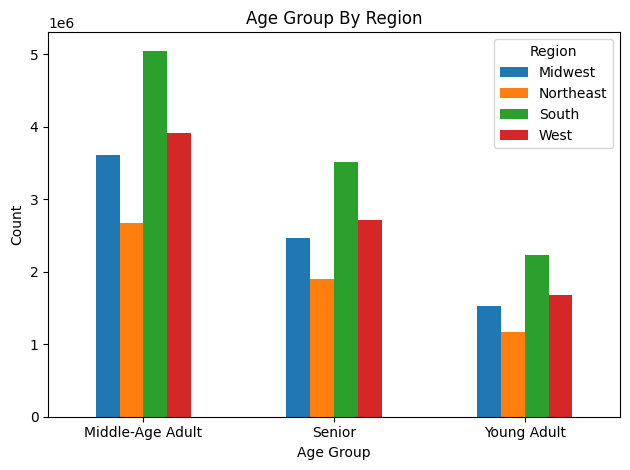 Age Group By Region
1e6
Region
Midwest
Northeast
South
West
5
4
3
2
1
0
Count
Middle-Age Adult
Senior
Young Adult
Age Group